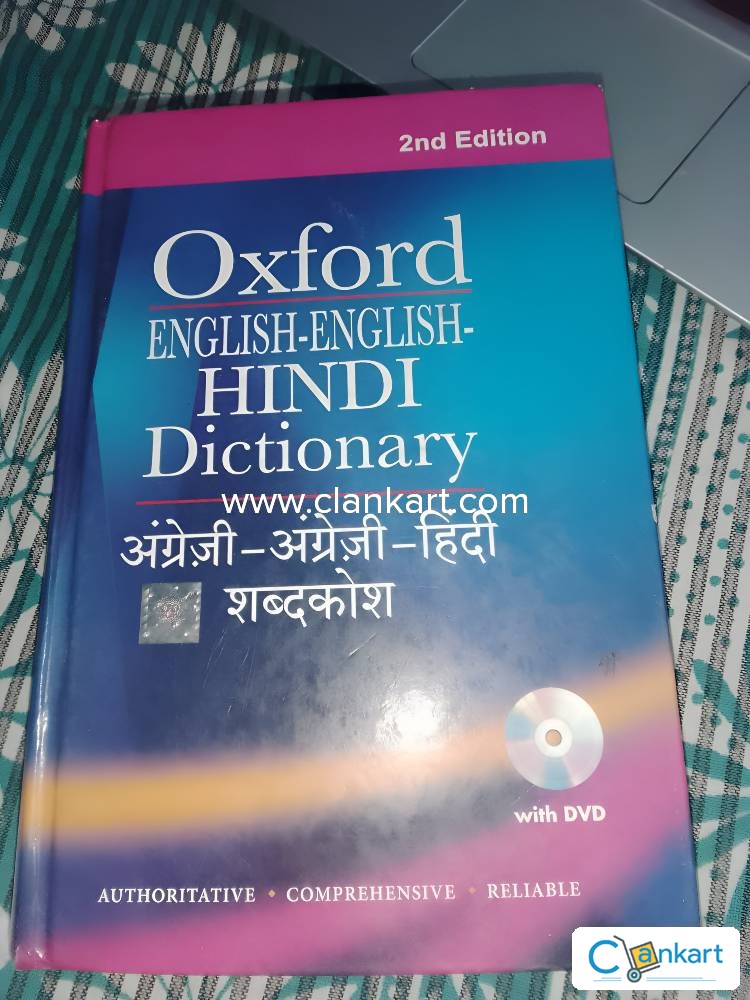 2nd Edition
Oxford
ENGLISH-ENGLISH-
HINDI
Dictionary
www.clankart.com
अंग्रेज़ी – अंग्रेज़ी – हिंदी
शब्दकोश
with DVD
AUTHORITATIVE • COMPREHENSIVE • RELIABLE
Clankart